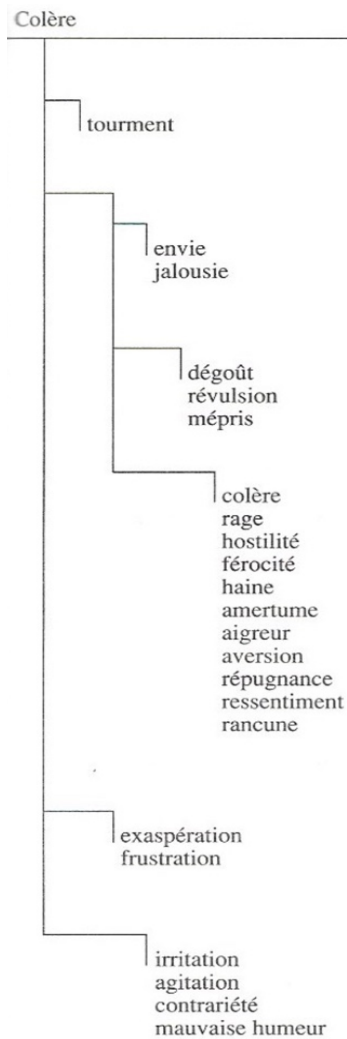 Colère
tourment
envie
jalousie
dégoût
révulsion
mépris
colère
rage
hostilité
férocité
haine
amertume
aigreur
aversion
répugnance
ressentiment
rancune
exaspération
frustration
irritation
agitation
contrariété
mauvaise humeur